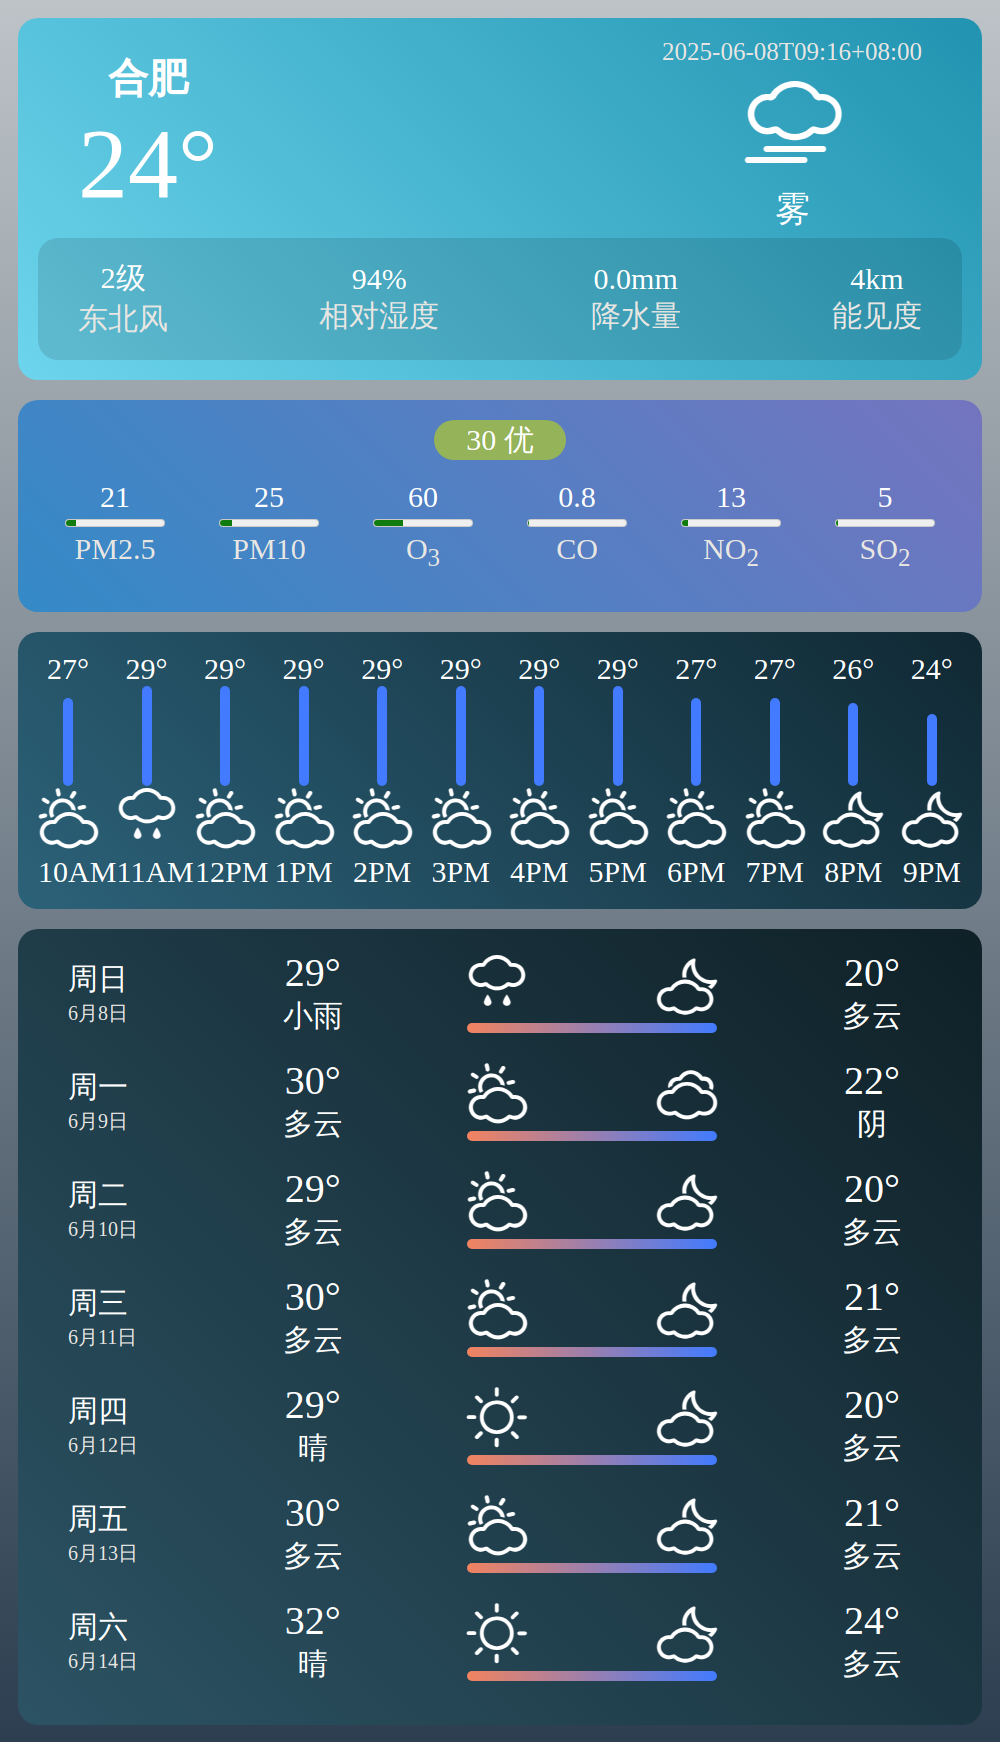 合肥
24°
2025-06-08T09:16+08:00
雾
2级 94% 0.0mm 4km
东北风 相对湿度 降水量 能见度
30 优
21 25 60 0.8 13 5
PM2.5 PM10 O3 CO NO2 SO2
27° 29° 29° 29° 29° 29° 29° 29° 27° 27° 26° 24°
10AM 11AM 12PM 1PM 2PM 3PM 4PM 5PM 6PM 7PM 8PM 9PM
周日 29° 20°
6月8日 小雨 多云
周一 30° 22°
6月9日 多云 阴
周二 29° 20°
6月10日 多云 多云
周三 30° 21°
6月11日 多云 多云
周四 29° 20°
6月12日 晴 多云
周五 30° 21°
6月13日 多云 多云
周六 32° 24°
6月14日 晴 多云